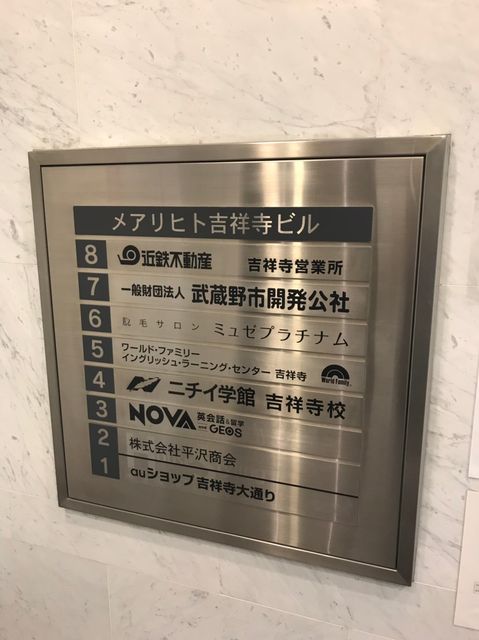 メアリヒト吉祥寺ビル
8 近鉄不動産 吉祥寺営業所
7 一般財団法人 武蔵野市開発公社
6 脱毛サロン ミュゼプラチナム
5 ワールド・ファミリー
イングリッシュ・ラーニング・センター 吉祥寺 World Family
4 ニチイ学館 吉祥寺校
3 NOVA 英会話&留学
and GEOS
2 株式会社平沢商会
1 auショップ吉祥寺大通り